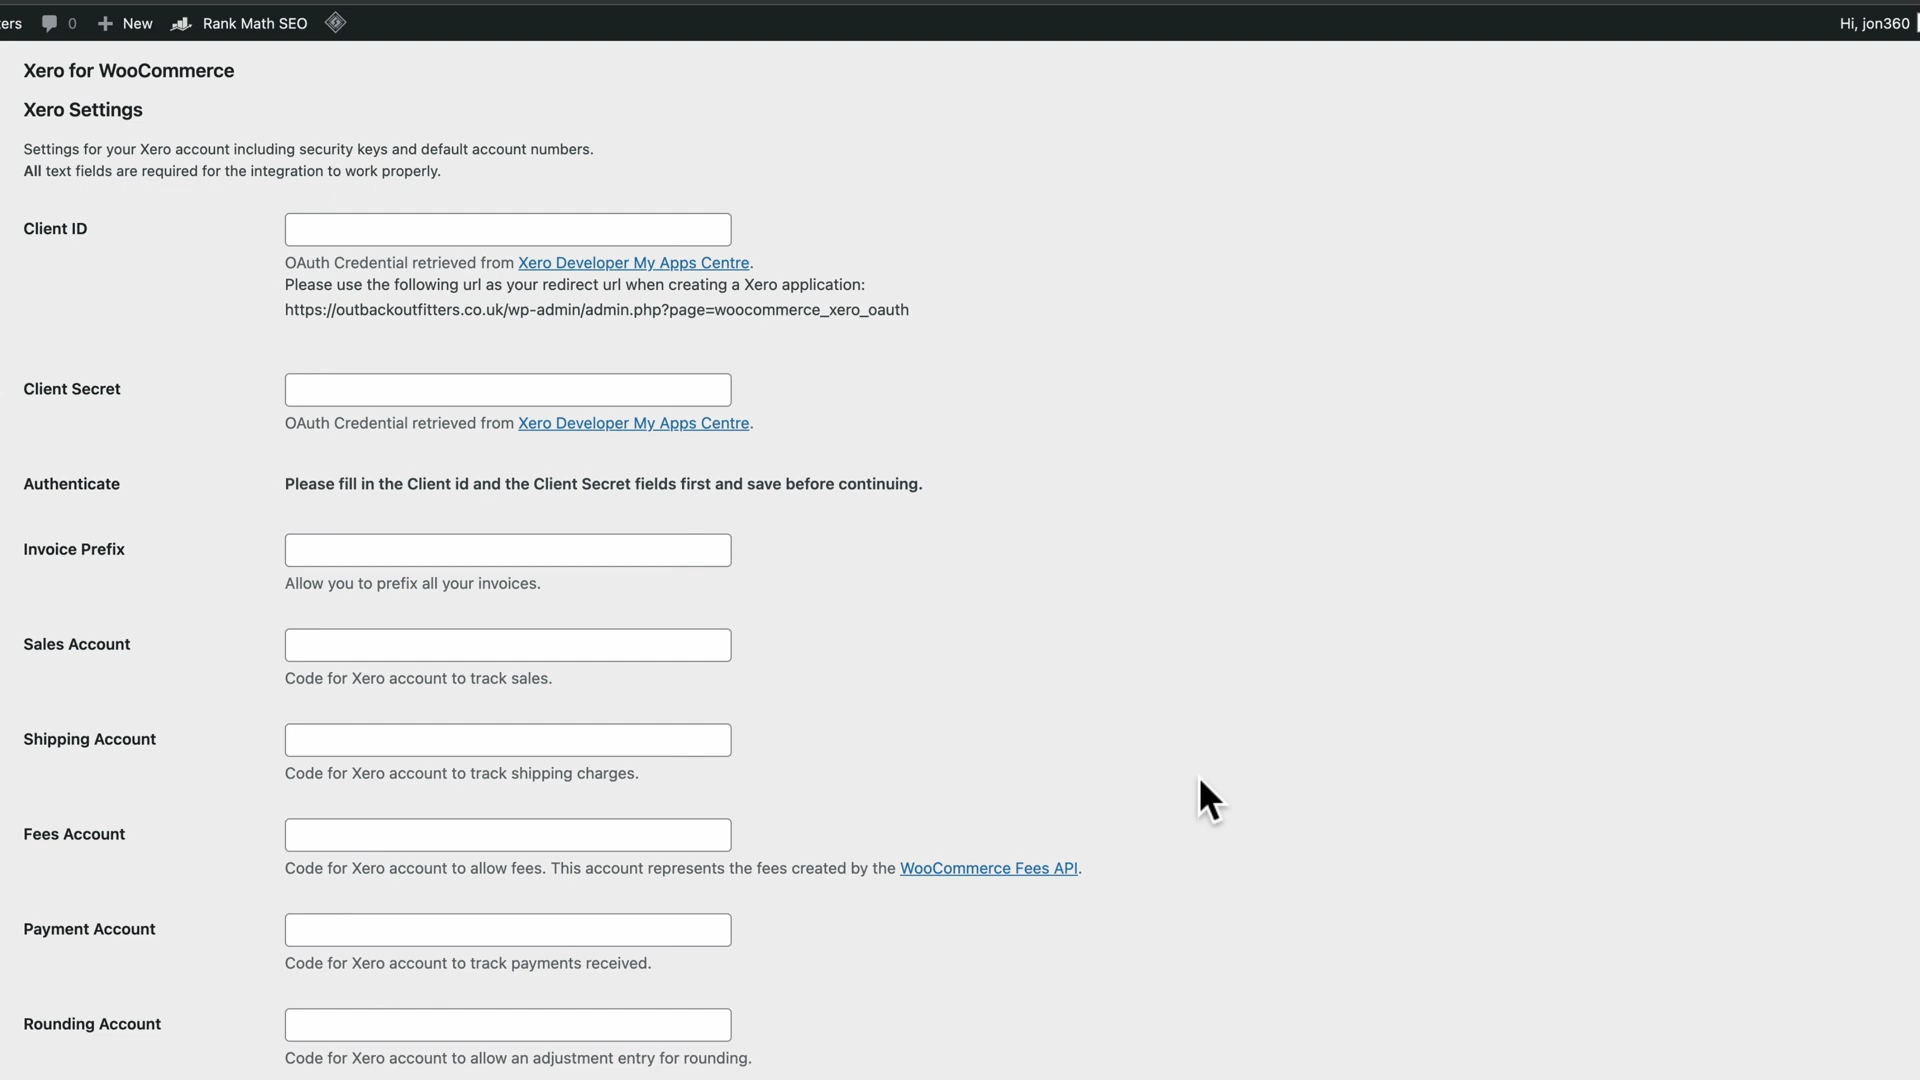 ers 0 New Rank Math SEO Hi, jon360
Xero for WooCommerce
Xero Settings
Settings for your Xero account including security keys and default account numbers.
All text fields are required for the integration to work properly.
Client ID
OAuth Credential retrieved from Xero Developer My Apps Centre.
Please use the following url as your redirect url when creating a Xero application:
https://outbackoutfitters.co.uk/wp-admin/admin.php?page=woocommerce_xero_oauth
Client Secret
OAuth Credential retrieved from Xero Developer My Apps Centre.
Authenticate Please fill in the Client id and the Client Secret fields first and save before continuing.
Invoice Prefix
Allow you to prefix all your invoices.
Sales Account
Code for Xero account to track sales.
Shipping Account
Code for Xero account to track shipping charges.
Fees Account
Code for Xero account to allow fees. This account represents the fees created by the WooCommerce Fees API.
Payment Account
Code for Xero account to track payments received.
Rounding Account
Code for Xero account to allow an adjustment entry for rounding.